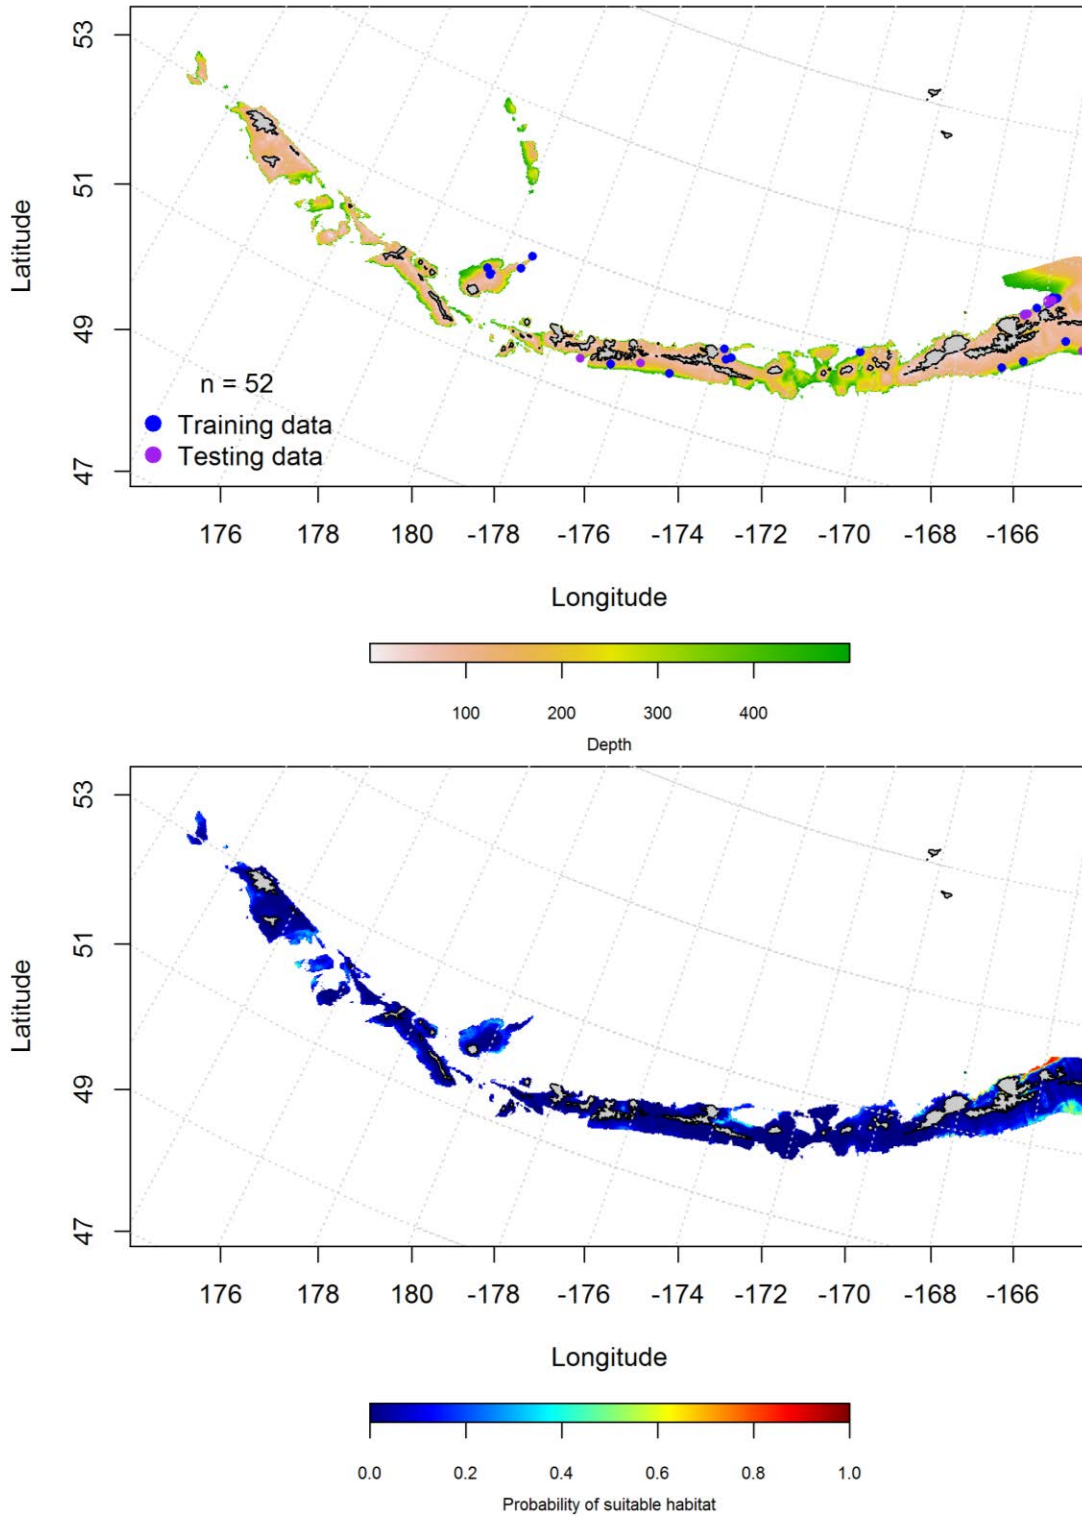 53
51
49
47
Latitude
n = 52
Training data
Testing data
176 178 180 -178 -176 -174 -172 -170 -168 -166
Longitude
100 200 300 400
Depth
53
51
49
47
Latitude
176 178 180 -178 -176 -174 -172 -170 -168 -166
Longitude
0.0 0.2 0.4 0.6 0.8 1.0
Probability of suitable habitat